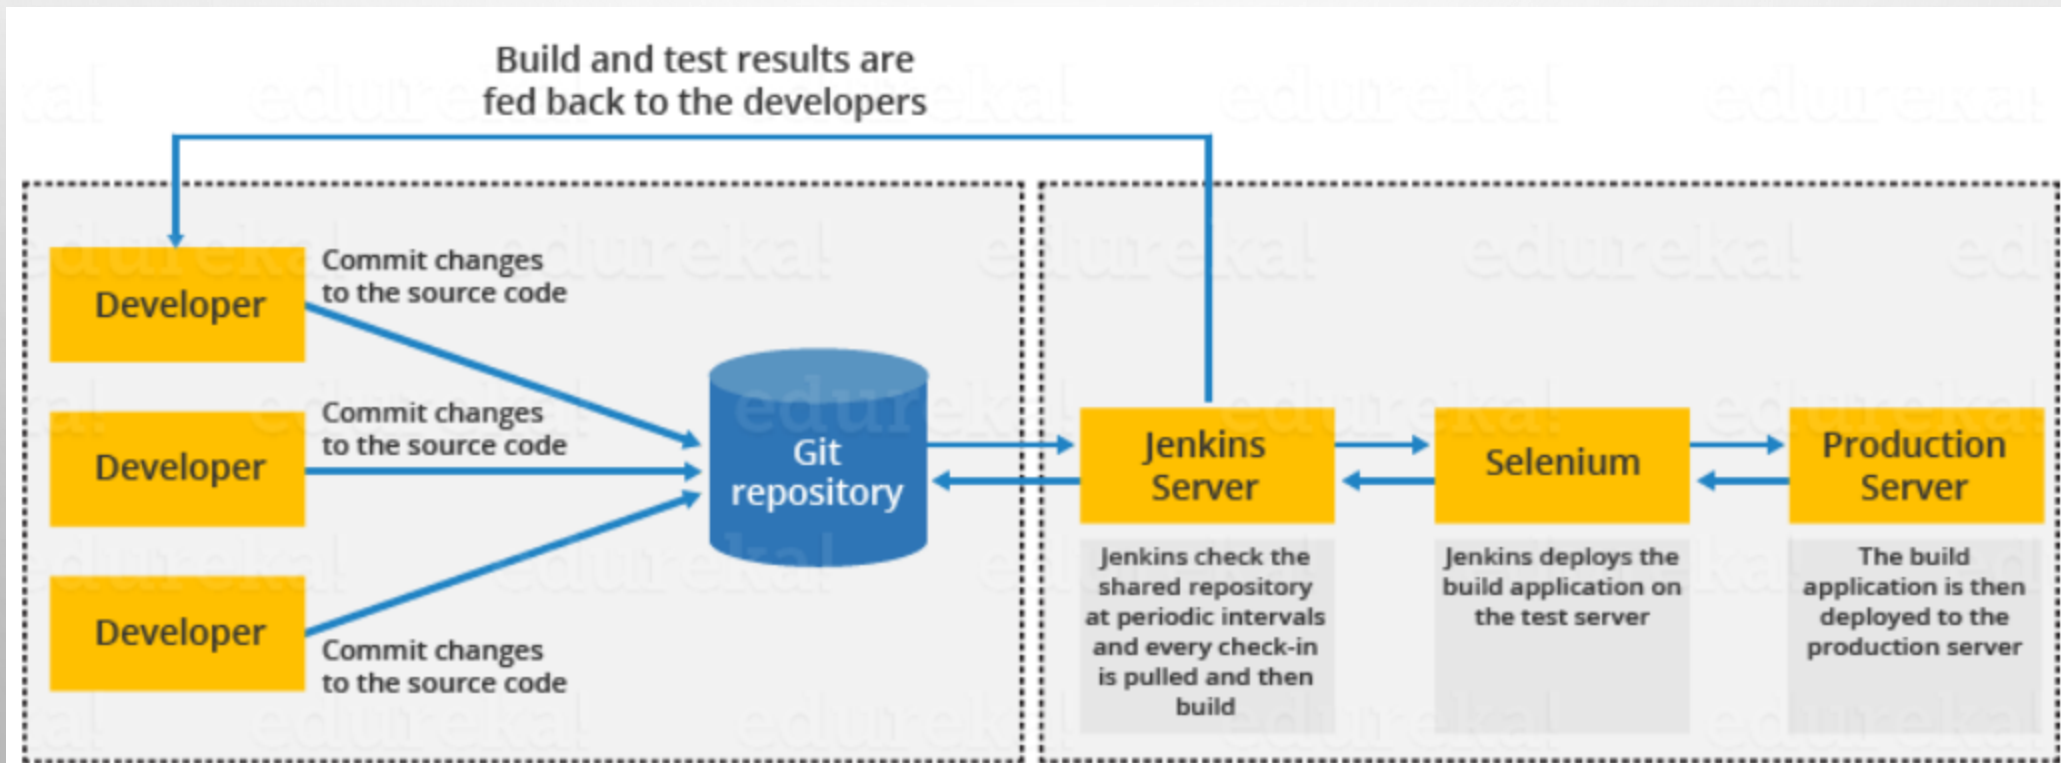 Build and test results are
fed back to the developers
Developer
Commit changes
to the source code
Developer
Commit changes
to the source code
Developer
Commit changes
to the source code
Git
repository
Jenkins
Server
Jenkins check the
shared repository
at periodic intervals
and every check-in
is pulled and then
build
Selenium
Jenkins deploys the
build application on
the test server
Production
Server
The build
application is then
deployed to the
production server
edureka!